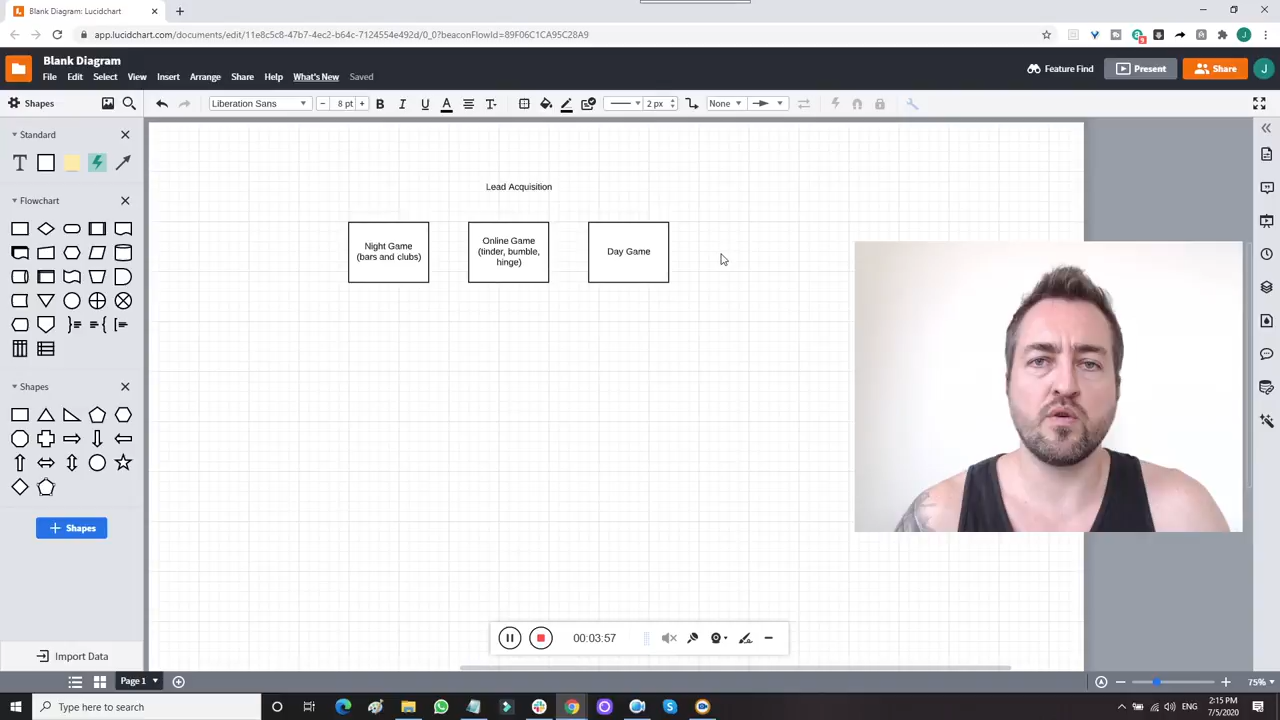 Blank Diagram: Lucidchart
app.lucidchart.com/documents/edit/11e8c5c8-47b7-4ec2-b64c-7124554e492d/0_0?beaconFlowId=89F06C1CA95C28A9
Blank Diagram
File Edit Select View Insert Arrange Share Help What's New Saved
Feature Find
Present
Share
J
Shapes
Liberation Sans
8 pt
B I U A T
2 px
None
Standard
T
Flowchart
Shapes
+ Shapes
Import Data
Lead Acquisition
Night Game
(bars and clubs)
Online Game
(tinder, bumble,
hinge)
Day Game
00:03:57
Page 1
75%
Type here to search
ENG
2:15 PM
7/5/2020